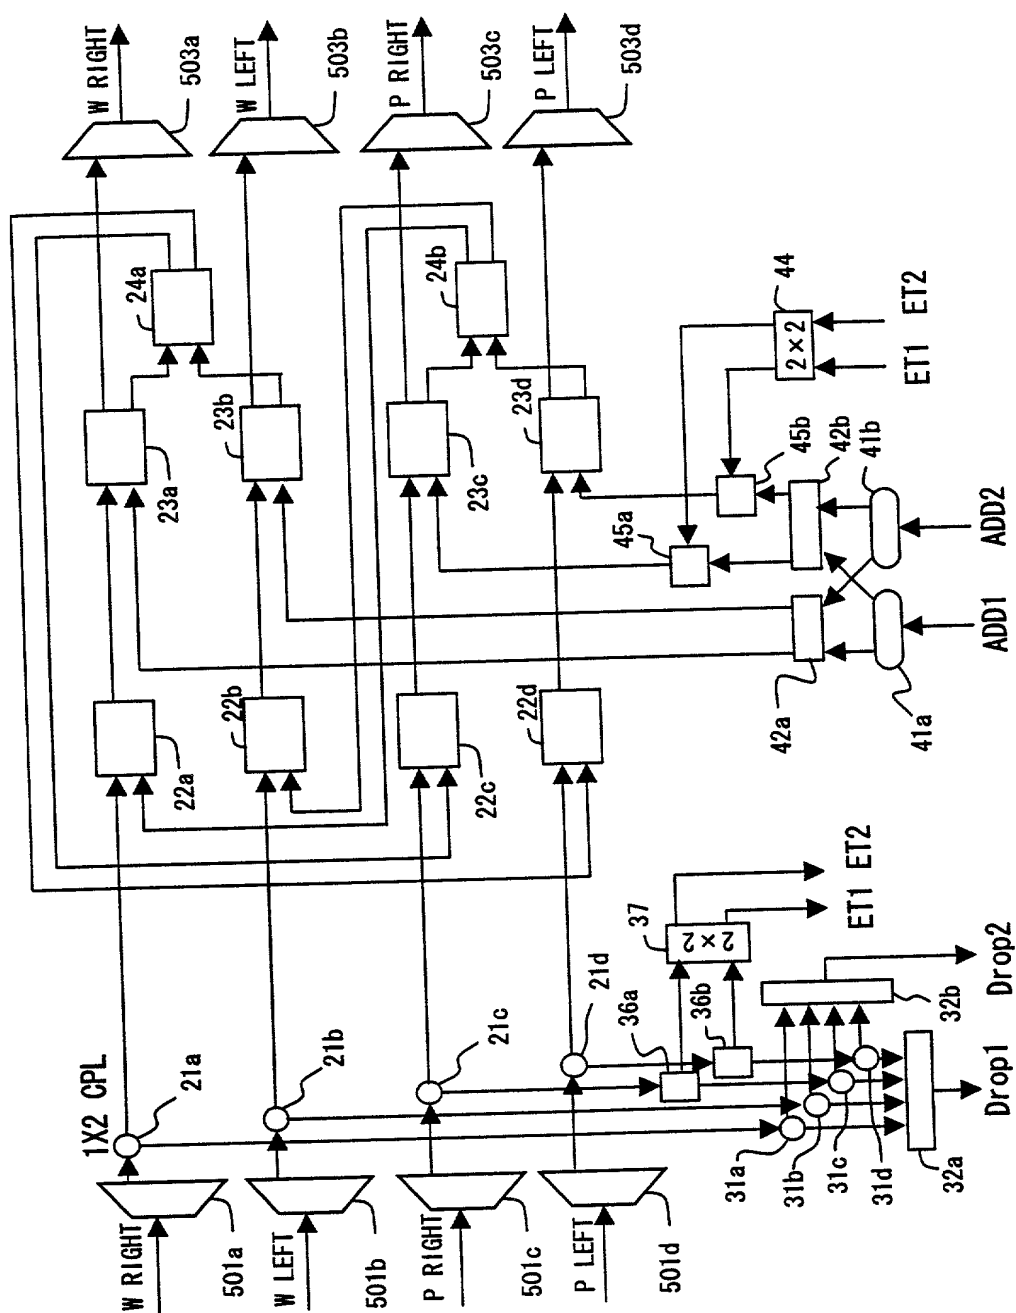 W RIGHT
503a
W LEFT
503b
P RIGHT
503c
P LEFT
503d
24a
24b
44
2×2
ET1
ET2
23a
23b
23c
23d
45a
45b
42b
41b
ADD2
22a
22b
22c
22d
42a
41a
ADD1
1X2 CPL
21a
21b
21c
21d
36a
36b
37
2×2
ET1
ET2
31a
31b
31c
31d
32a
32b
Drop1
Drop2
W RIGHT
501a
W LEFT
501b
P RIGHT
501c
P LEFT
501d